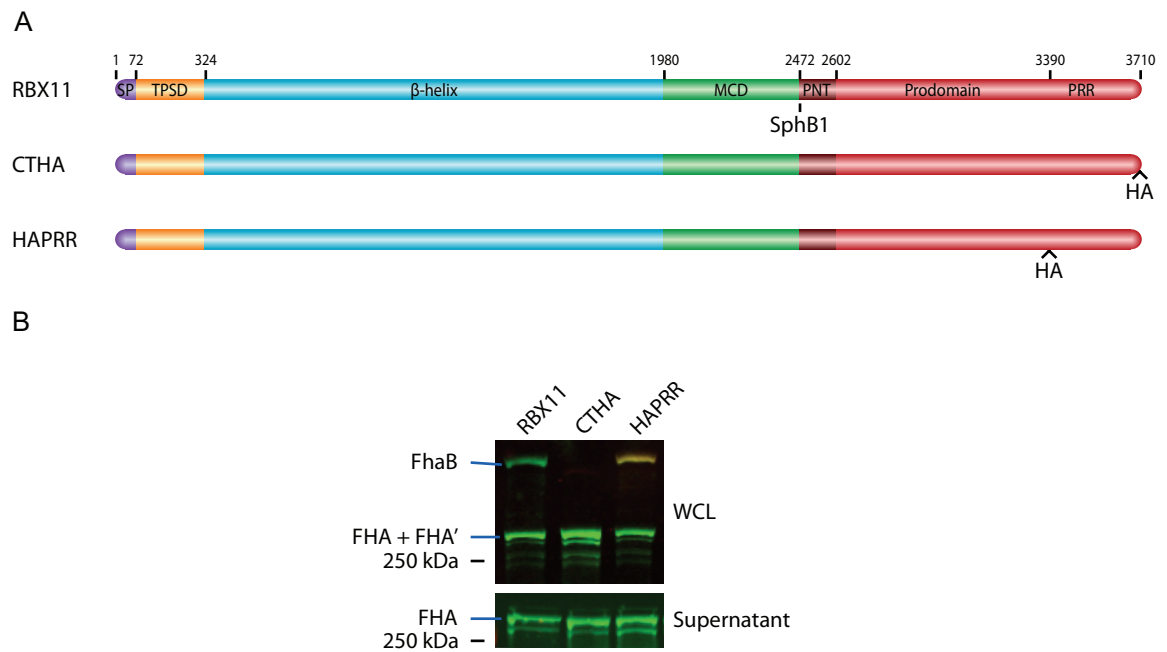 A
1 72 324 1980 2472 2602 3390 3710
RBX11 SP TPSD β-helix MCD PNT Prodomain PRR
SphB1
CTHA
HA
HAPRR
HA
B
RBX11 CTHA HAPRR
FhaB
WCL
FHA + FHA′
250 kDa
FHA Supernatant
250 kDa